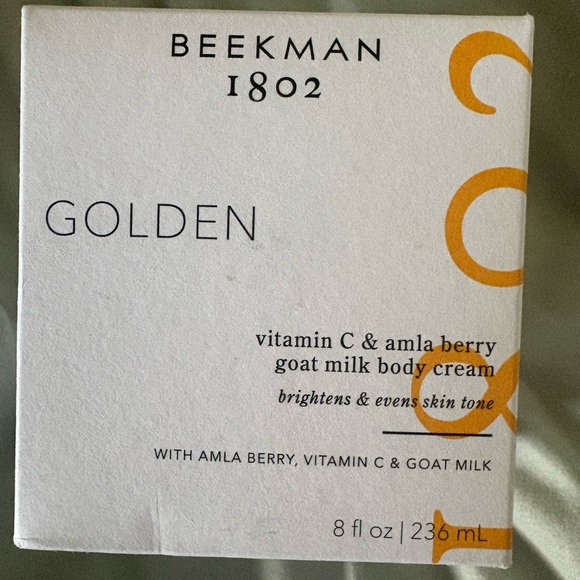 BEEKMAN
1802
GOLDEN
vitamin C & amla berry
goat milk body cream
brightens & evens skin tone
WITH AMLA BERRY, VITAMIN C & GOAT MILK
8 fl oz | 236 mL
1802